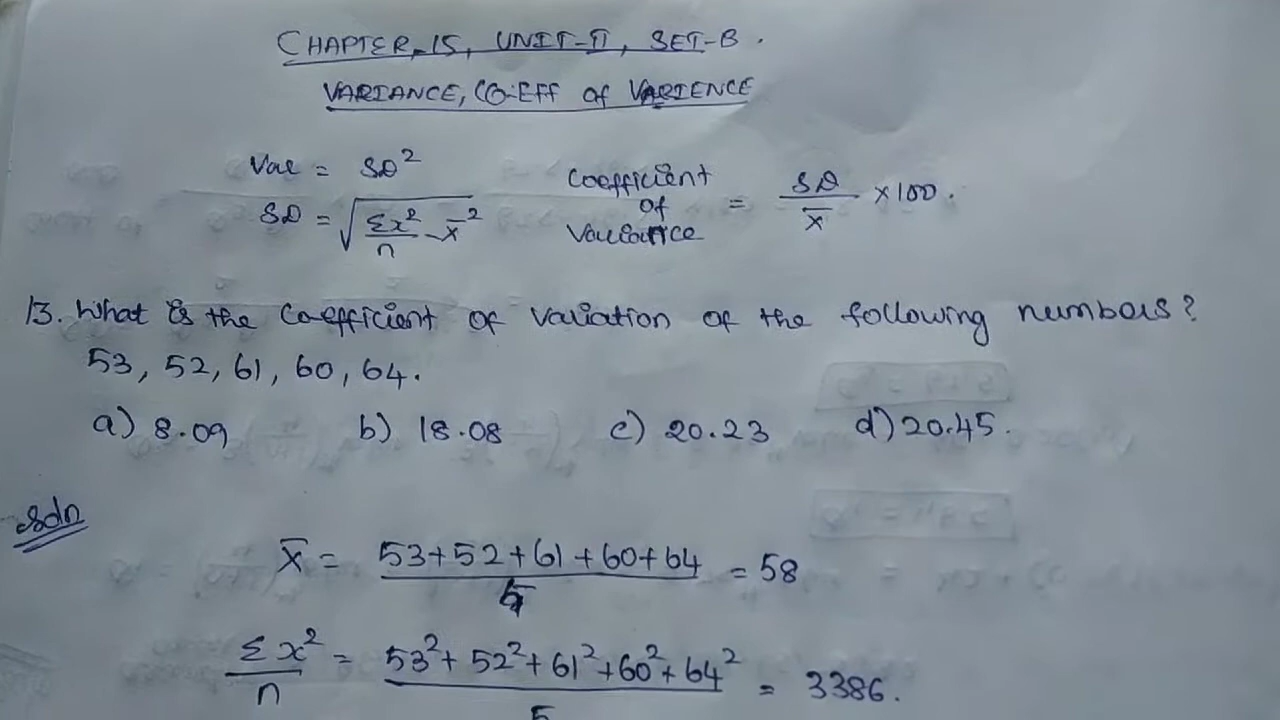 CHAPTER-15, UNIT-II, SET-B.
VARIANCE, CO-EFF of VARIENCE
Var = SD²
SD = √(Σx²/n - x̄²)
Coefficient of Variance = SD/x̄ × 100.
13. What is the Coefficient of Variation of the following numbers?
53, 52, 61, 60, 64.
a) 8.09 b) 18.08 c) 20.23 d) 20.45.
Soln
x̄ = 53+52+61+60+64/5 = 58
Σx²/n = 53²+52²+61²+60²+64²/5 = 3386.